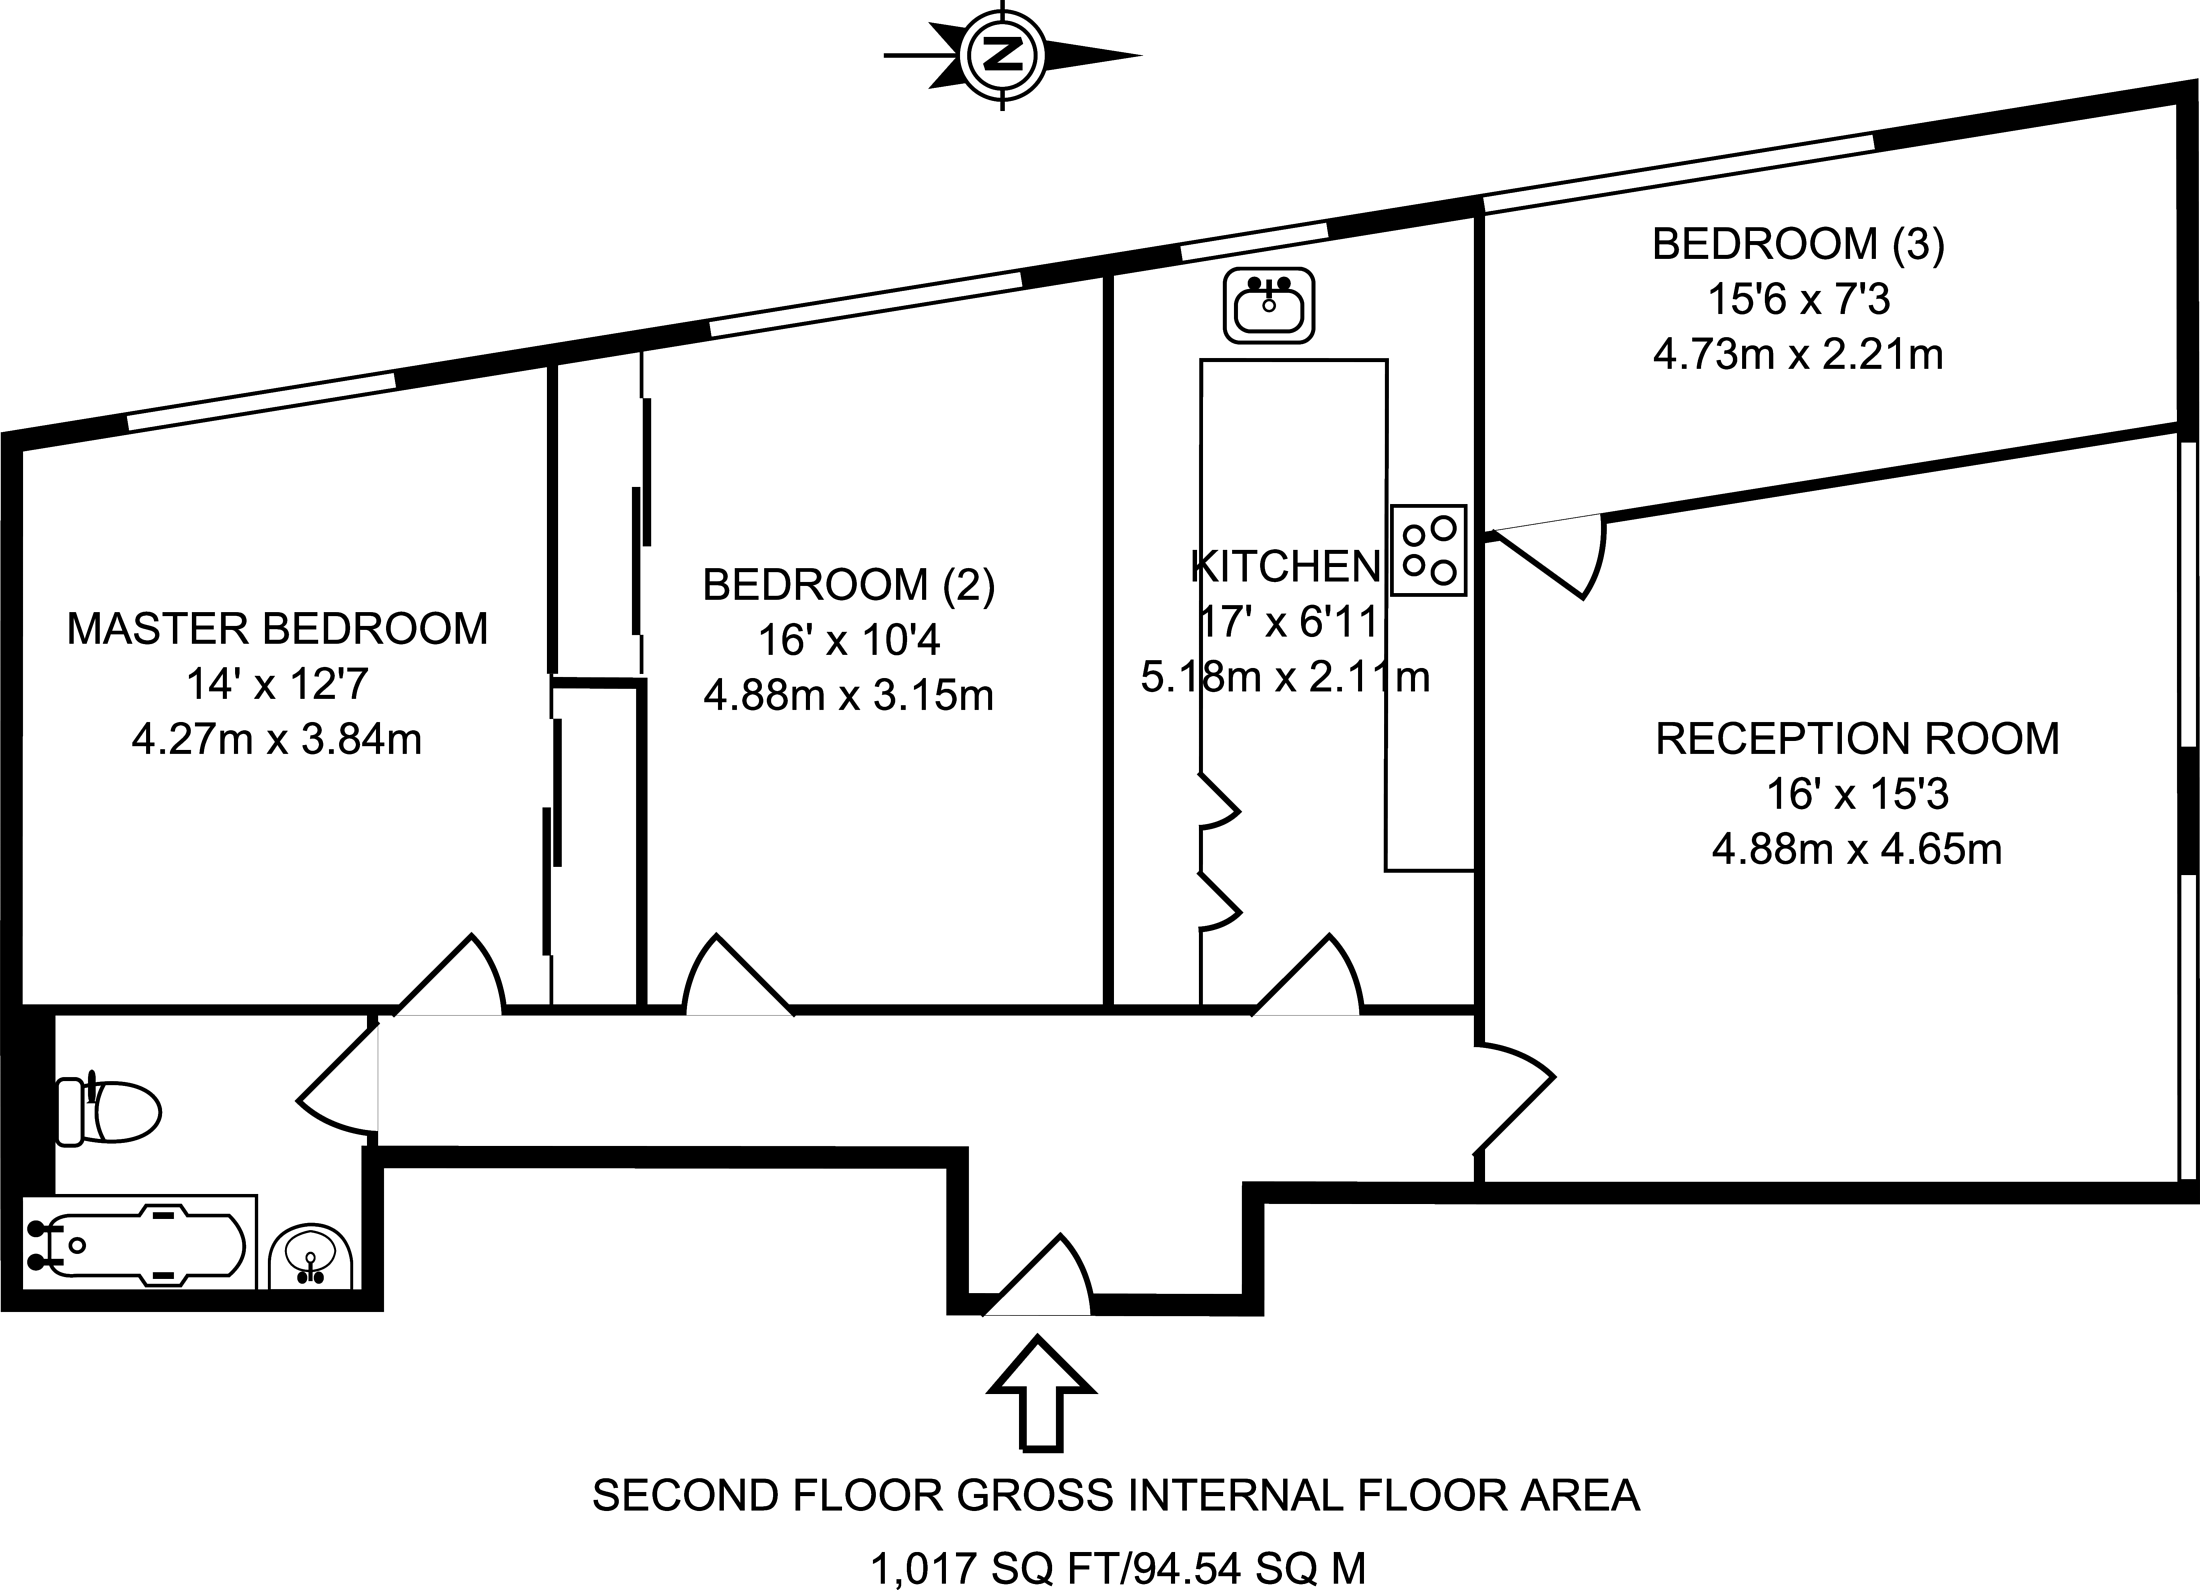 N
BEDROOM (3)
15'6 x 7'3
4.73m x 2.21m
BEDROOM (2)
16' x 10'4
4.88m x 3.15m
KITCHEN
17' x 6'11
5.18m x 2.11m
MASTER BEDROOM
14' x 12'7
4.27m x 3.84m
RECEPTION ROOM
16' x 15'3
4.88m x 4.65m
SECOND FLOOR GROSS INTERNAL FLOOR AREA
1,017 SQ FT/94.54 SQ M